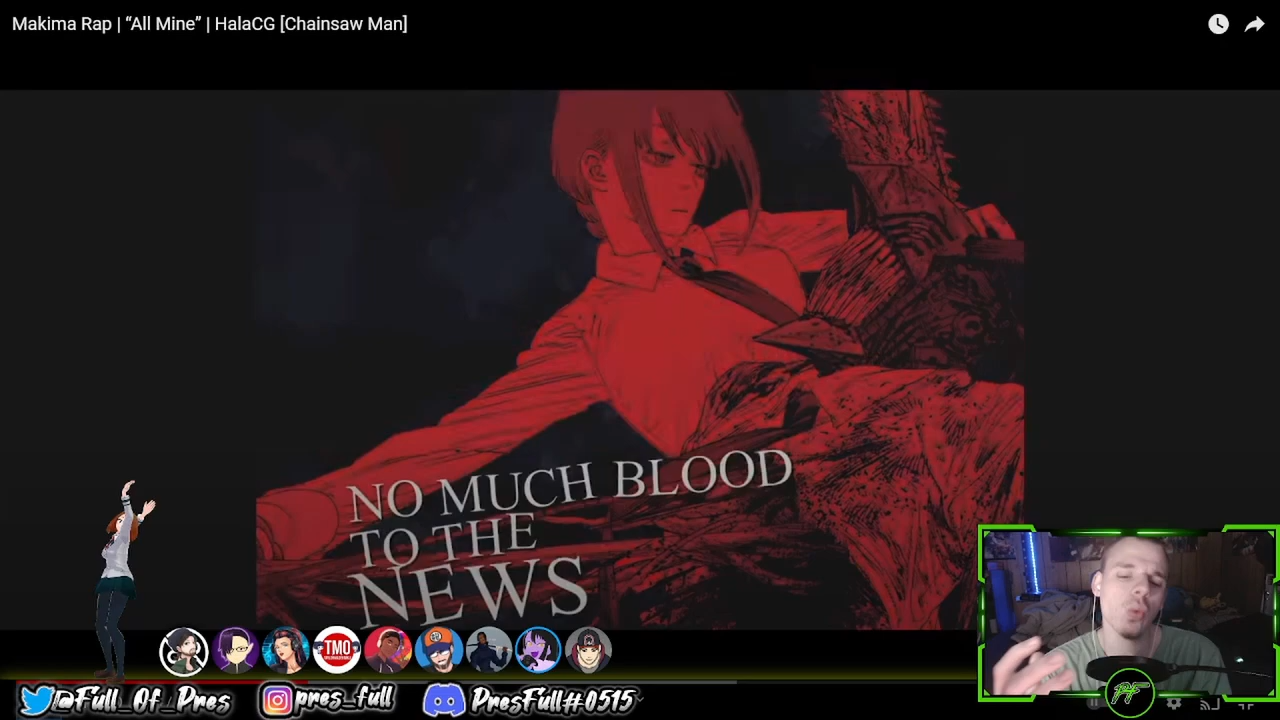 Makima Rap | “All Mine” | HalaCG [Chainsaw Man]
NO MUCH BLOOD
TO THE
NEWS
TMO
@Full_Of_Pres
pres_full
PresFull#0515
PF